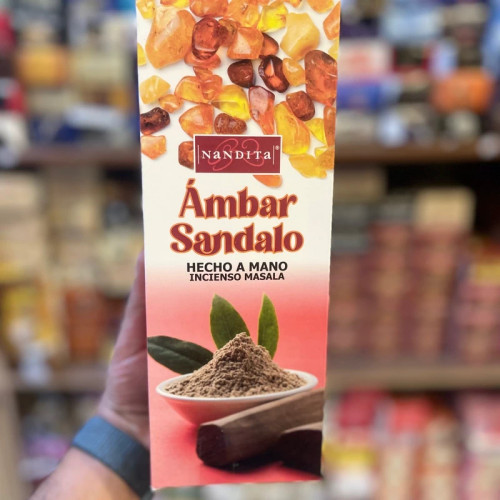 NANDITA®
Ámbar
Sandalo
HECHO A MANO
INCIENSO MASALA